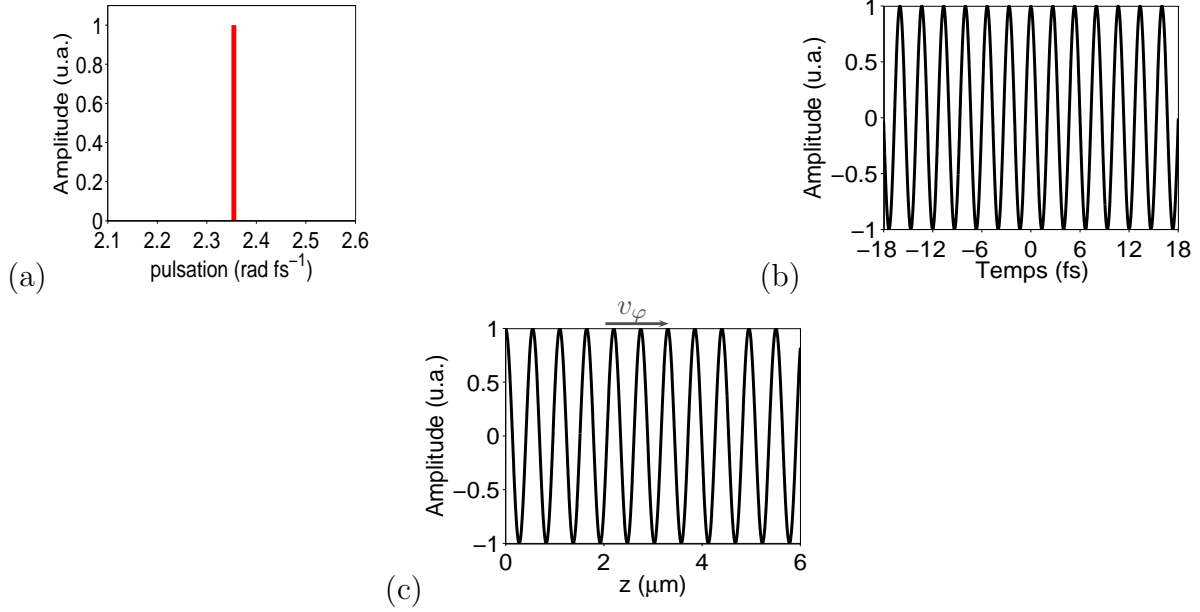 Amplitude (u.a.)
1
0.8
0.6
0.4
0.2
0
2.1 2.2 2.3 2.4 2.5 2.6
pulsation (rad fs⁻¹)
(a)
Amplitude (u.a.)
1
0.5
0
−0.5
−1
−18 −12 −6 0 6 12 18
Temps (fs)
(b)
vφ
Amplitude (u.a.)
1
0.5
0
−0.5
−1
0 2 4 6
z (μm)
(c)